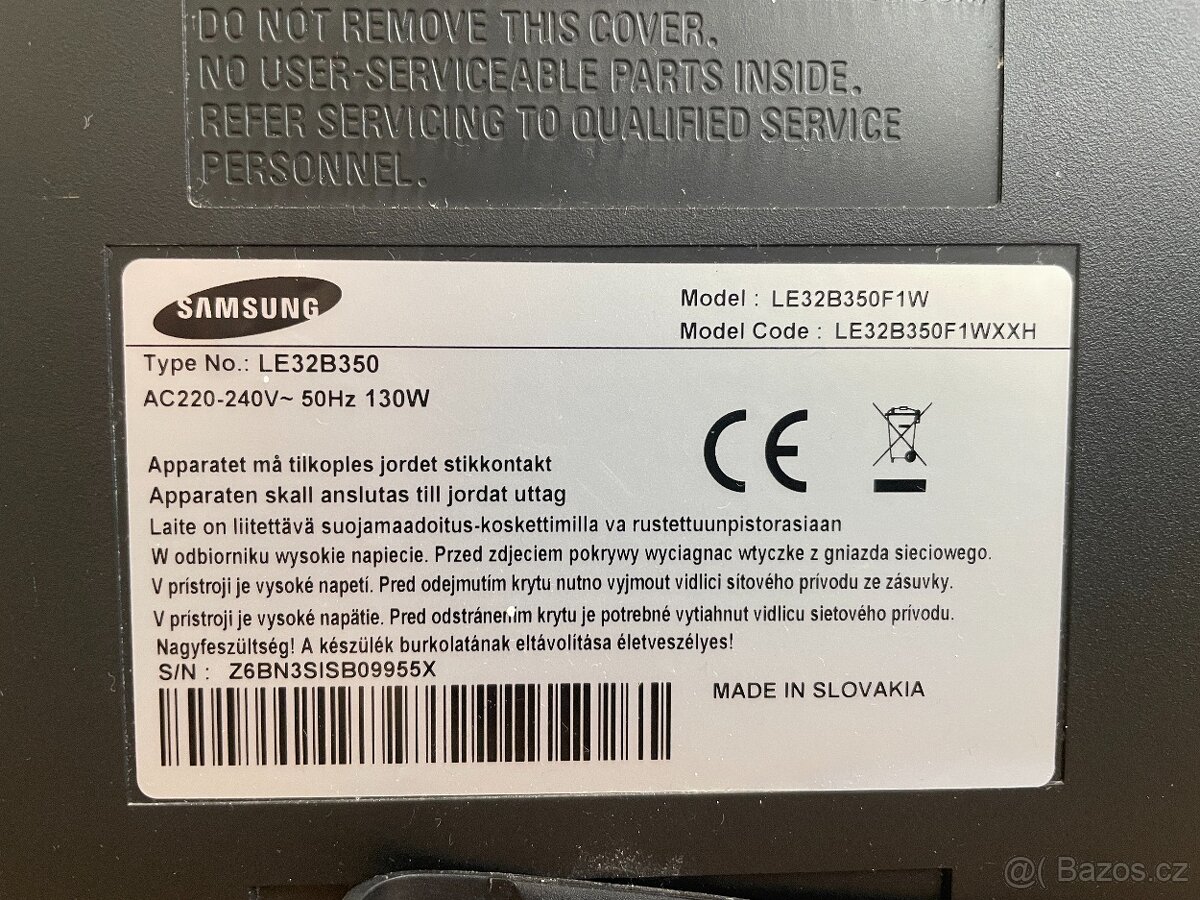 DO NOT REMOVE THIS COVER.
NO USER-SERVICEABLE PARTS INSIDE.
REFER SERVICING TO QUALIFIED SERVICE
PERSONNEL.
SAMSUNG
Model : LE32B350F1W
Model Code : LE32B350F1WXXH
Type No.: LE32B350
AC220-240V~ 50Hz 130W
CE
Apparatet må tilkoples jordet stikkontakt
Apparaten skall anslutas till jordat uttag
Laite on liitettävä suojamaadoitus-koskettimilla va rustettuunpistorasiaan
W odbiorniku wysokie napiecie. Przed zdjeciem pokrywy wyciagnac wtyczke z gniazda sieciowego.
V prístroji je vysoké napetí. Pred odejmutím krytu nutno vyjmout vidlici sítového prívodu ze zásuvky.
V prístroji je vysoké napätie. Pred odstránením krytu je potrebné vytiahnut vidlicu sietového prívodu.
Nagyfeszültség! A készülék burkolatának eltávolítása életveszélyes!
S/N : Z6BN3SISB09955X
MADE IN SLOVAKIA
@( Bazos.cz